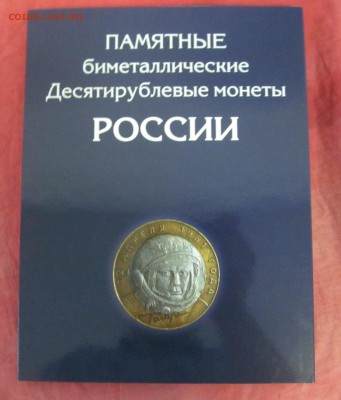 ПАМЯТНЫЕ
биметаллические
Десятирублевые монеты
РОССИИ